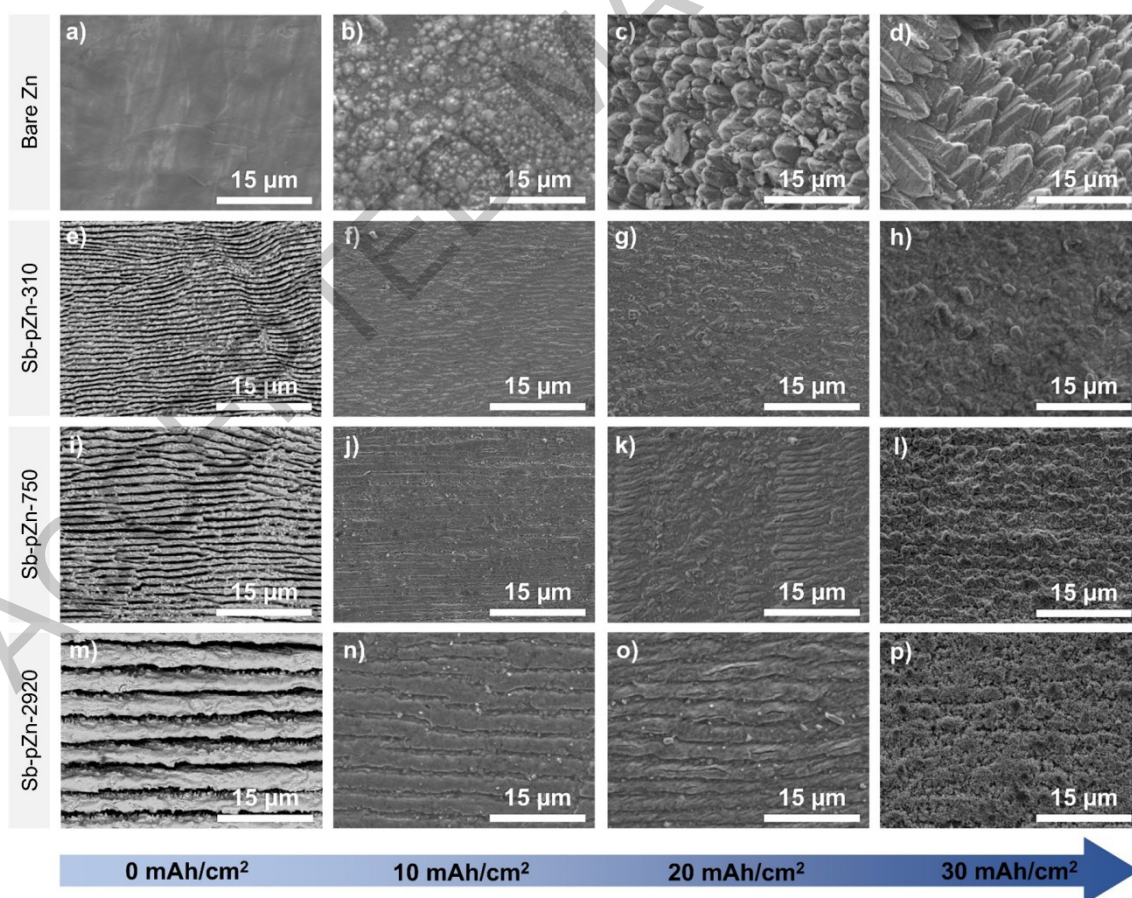 Bare Zn
a)
15 µm
b)
15 µm
c)
15 µm
d)
15 µm
Sb-pZn-310
e)
15 µm
f)
15 µm
g)
15 µm
h)
15 µm
Sb-pZn-750
i)
15 µm
j)
15 µm
k)
15 µm
l)
15 µm
Sb-pZn-2920
m)
15 µm
n)
15 µm
o)
15 µm
p)
15 µm
0 mAh/cm²
10 mAh/cm²
20 mAh/cm²
30 mAh/cm²